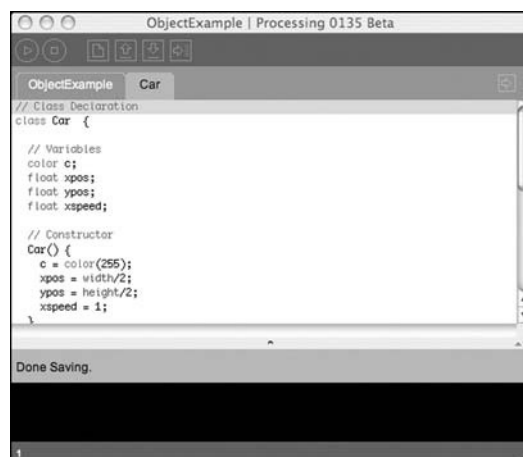 ObjectExample | Processing 0135 Beta
ObjectExample Car
// Class Declaration
class Car {
// Variables
color c;
float xpos;
float ypos;
float xspeed;
// Constructor
Car() {
c = color(255);
xpos = width/2;
ypos = height/2;
xspeed = 1;
}
Done Saving.
1